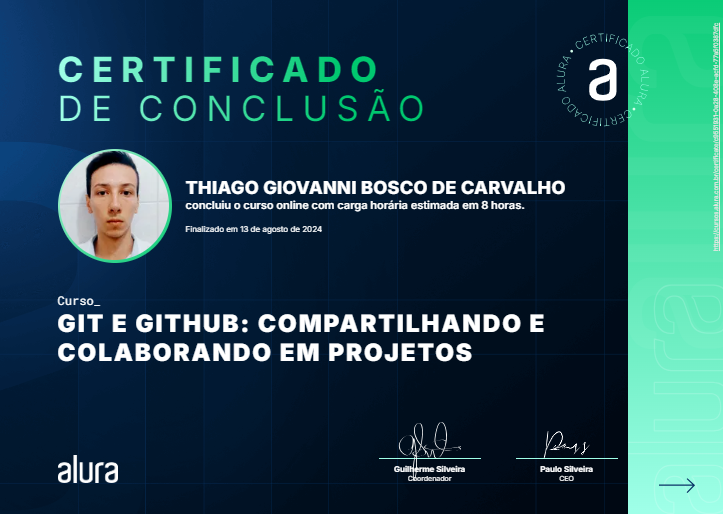 CERTIFICADO
DE CONCLUSÃO
ALURA • CERTIFICADO ALURA • CERTIFICADO
a
THIAGO GIOVANNI BOSCO DE CARVALHO
concluiu o curso online com carga horária estimada em 8 horas.
Finalizado em 13 de agosto de 2024
Curso_
GIT E GITHUB: COMPARTILHANDO E
COLABORANDO EM PROJETOS
alura
Guilherme Silveira
Coordenador
Paulo Silveira
CEO
alura